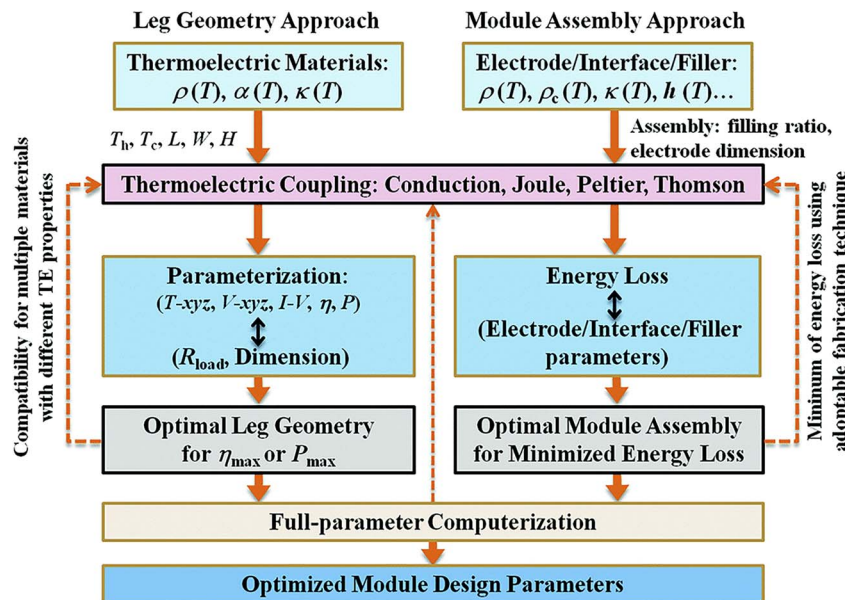 Leg Geometry Approach
Module Assembly Approach
Thermoelectric Materials:
ρ(T), α(T), κ(T)
Electrode/Interface/Filler:
ρ(T), ρc(T), κ(T), h (T)...
Th, Tc, L, W, H
Assembly: filling ratio,
electrode dimension
Thermoelectric Coupling: Conduction, Joule, Peltier, Thomson
Compatibility for multiple materials
with different TE properties
Parameterization:
(T-xyz, V-xyz, I-V, η, P)
(Rload, Dimension)
Energy Loss
(Electrode/Interface/Filler
parameters)
Minimum of energy loss using
adoptable fabrication technique
Optimal Leg Geometry
for ηmax or Pmax
Optimal Module Assembly
for Minimized Energy Loss
Full-parameter Computerization
Optimized Module Design Parameters